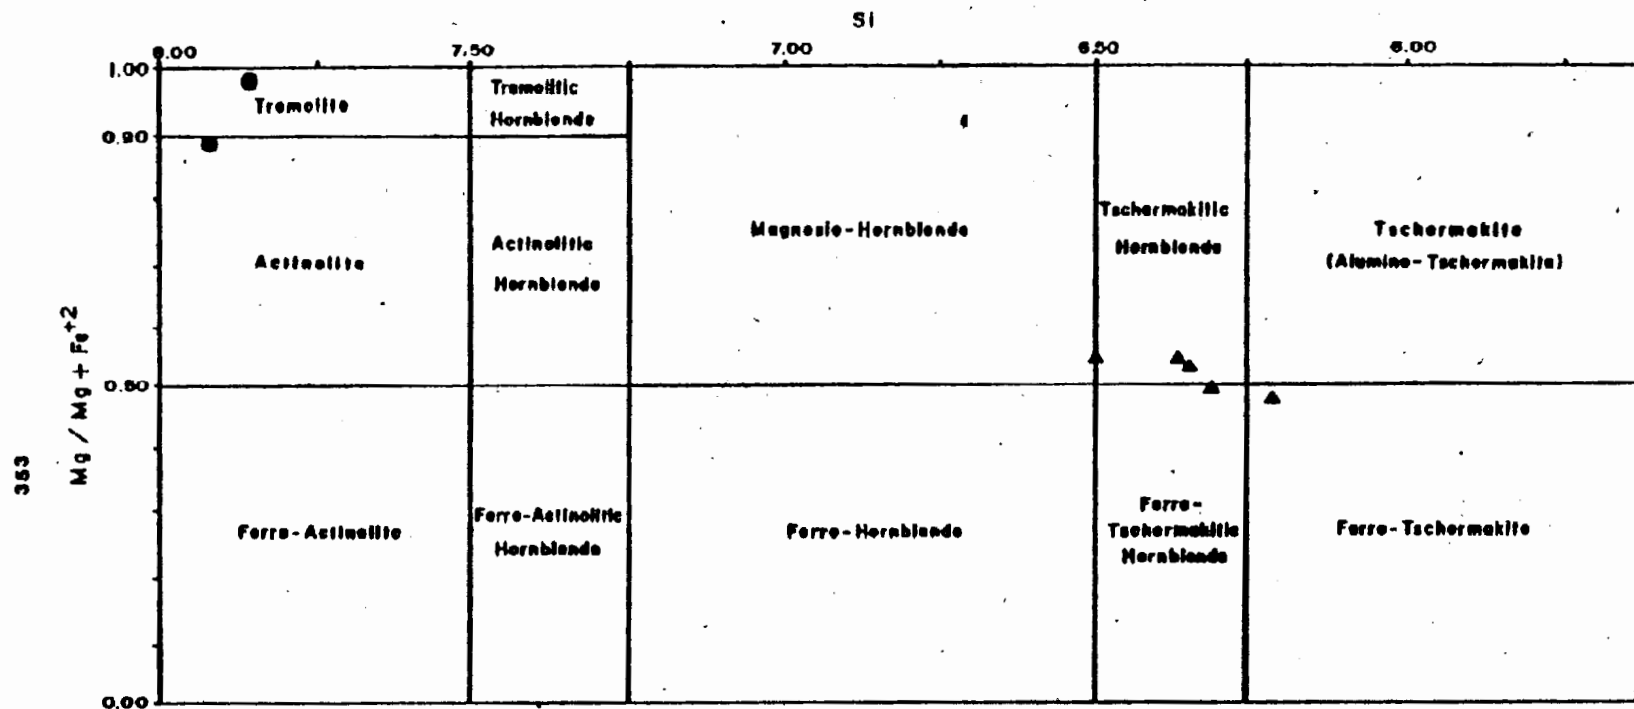 Si
8.00 7.50 7.00 6.50 6.00
1.00
Tremolite
Tremolitic
Hornblende
0.90
Actinolite
Actinolitic
Hornblende
Magnesio-Hornblende
Tschermakitic
Hornblende
Tschermakite
(Alumino-Tschermakite)
Mg / Mg + Fe+2
353
0.50
Ferro-Actinolite
Ferro-Actinolitic
Hornblende
Ferro-Hornblende
Ferro-
Tschermakitic
Hornblende
Ferro-Tschermakite
0.00